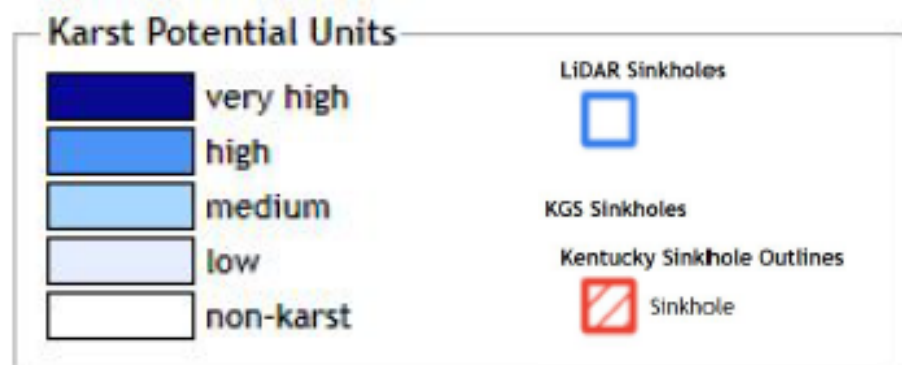 Karst Potential Units
very high
high
medium
low
non-karst
LiDAR Sinkholes
KGS Sinkholes
Kentucky Sinkhole Outlines
Sinkhole